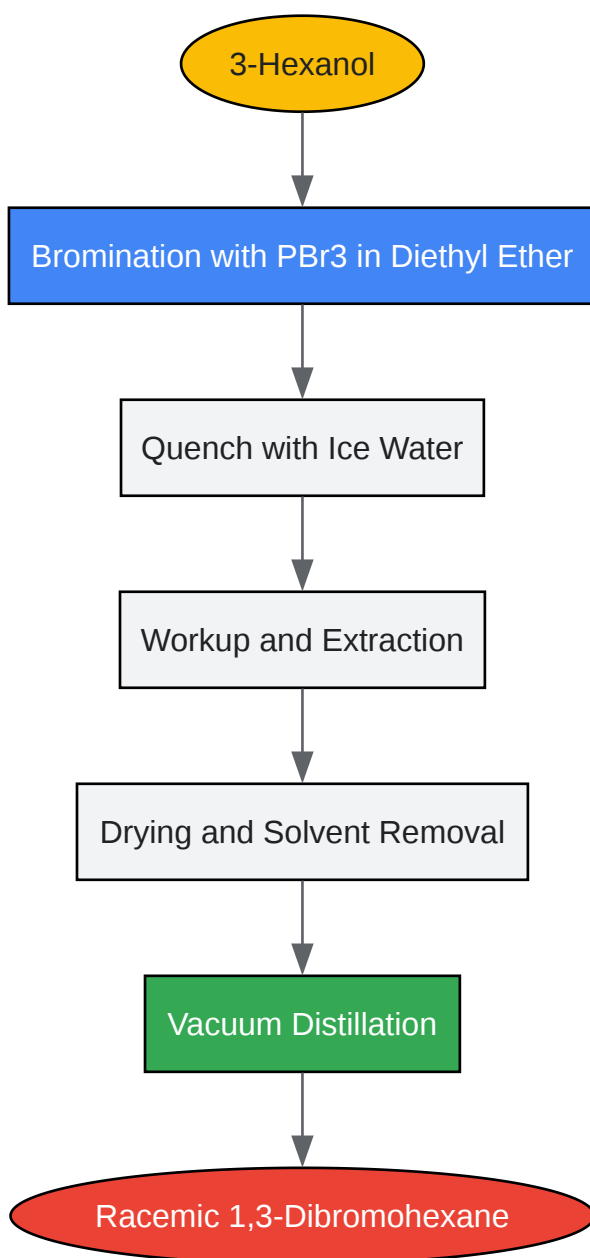 3-Hexanol
Bromination with PBr3 in Diethyl Ether
Quench with Ice Water
Workup and Extraction
Drying and Solvent Removal
Vacuum Distillation
Racemic 1,3-Dibromohexane